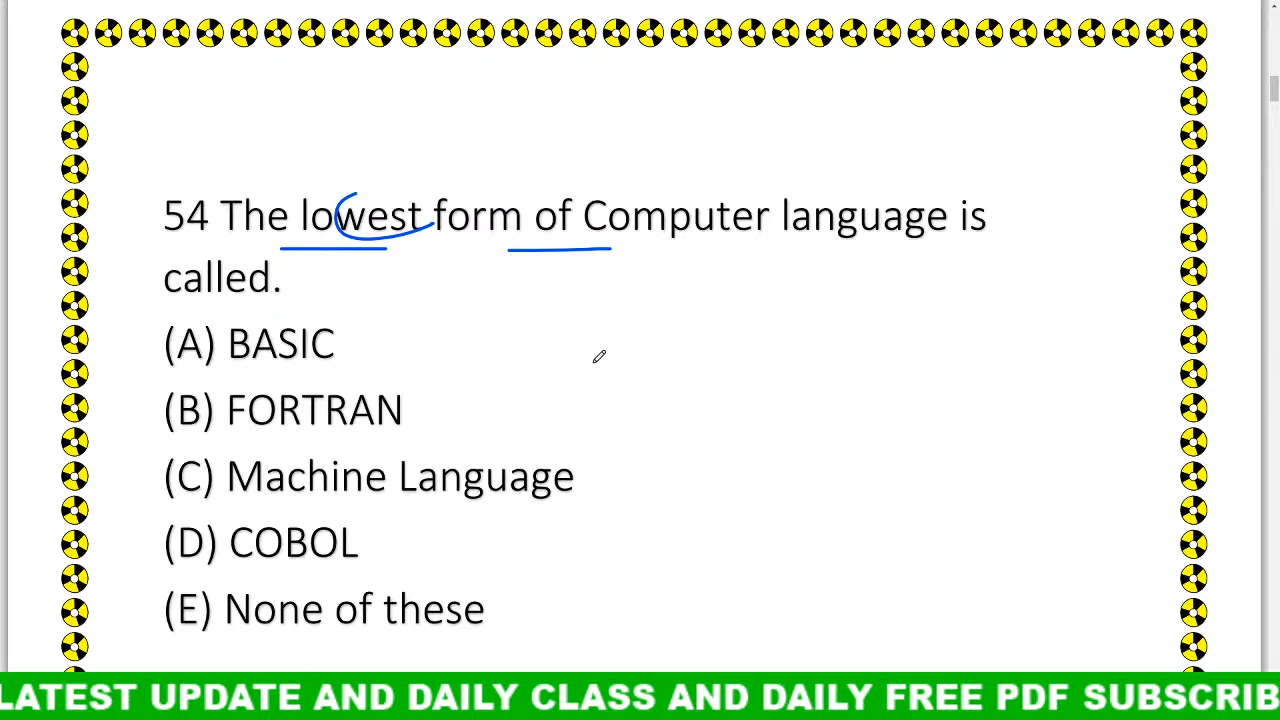 54 The lowest form of Computer language is
called.
(A) BASIC
(B) FORTRAN
(C) Machine Language
(D) COBOL
(E) None of these
LATEST UPDATE AND DAILY CLASS AND DAILY FREE PDF SUBSCRIB